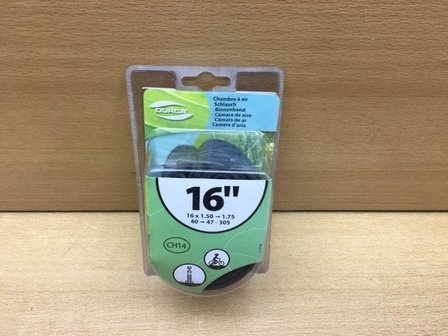 DURCA
Chambre à air
Schlauch
Binnenband
Cámara de aire
Câmara de ar
Camera d'aria
16"
16 x 1.50 → 1.75
40 → 47 - 305
CH14